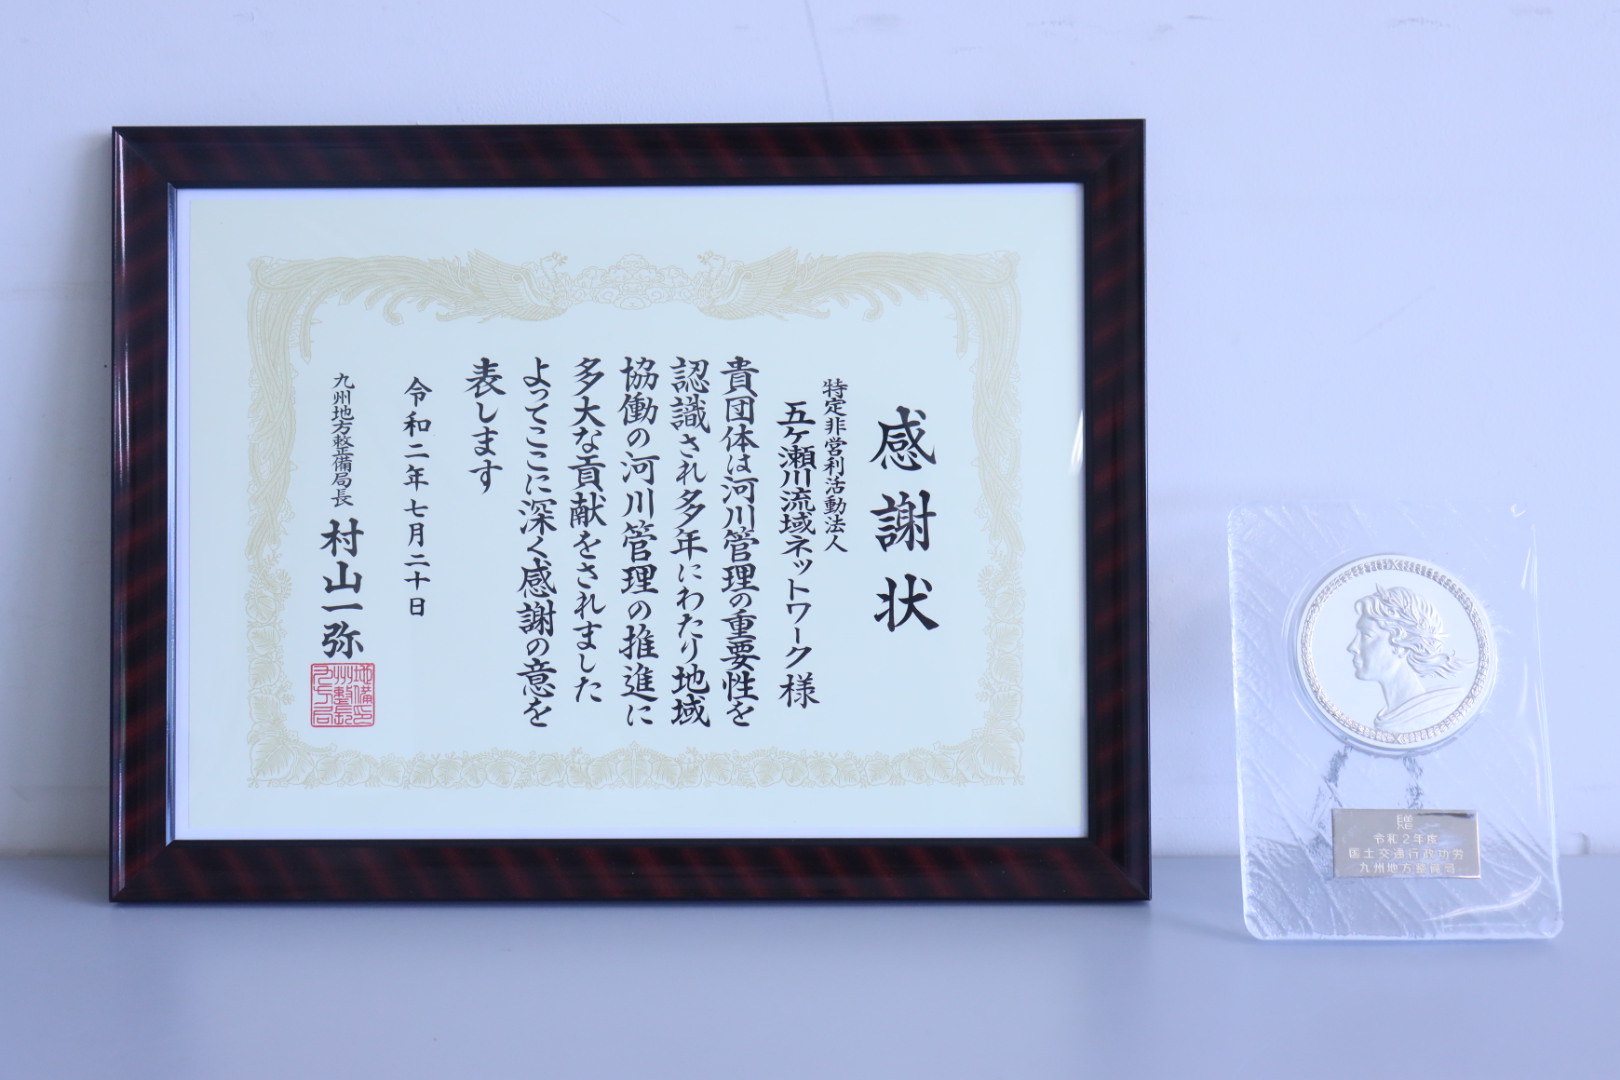 感謝状
特定非営利活動法人
五ケ瀬川流域ネットワーク様
貴団体は河川管理の重要性を
認識され多年にわたり地域
協働の河川管理の推進に
多大な貢献をされました
よってここに深く感謝の意を
表します
令和二年七月二十日
九州地方整備局長 村山一弥
贈
令和2年度
国土交通行政功労
九州地方整備局